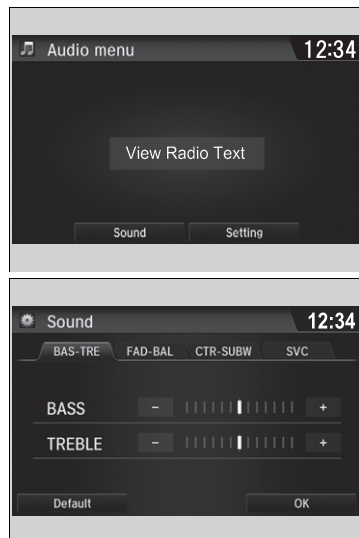 Audio menu 12:34
View Radio Text
Sound Setting
Sound 12:34
BAS-TRE FAD-BAL CTR-SUBW SVC
BASS - +
TREBLE - +
Default OK